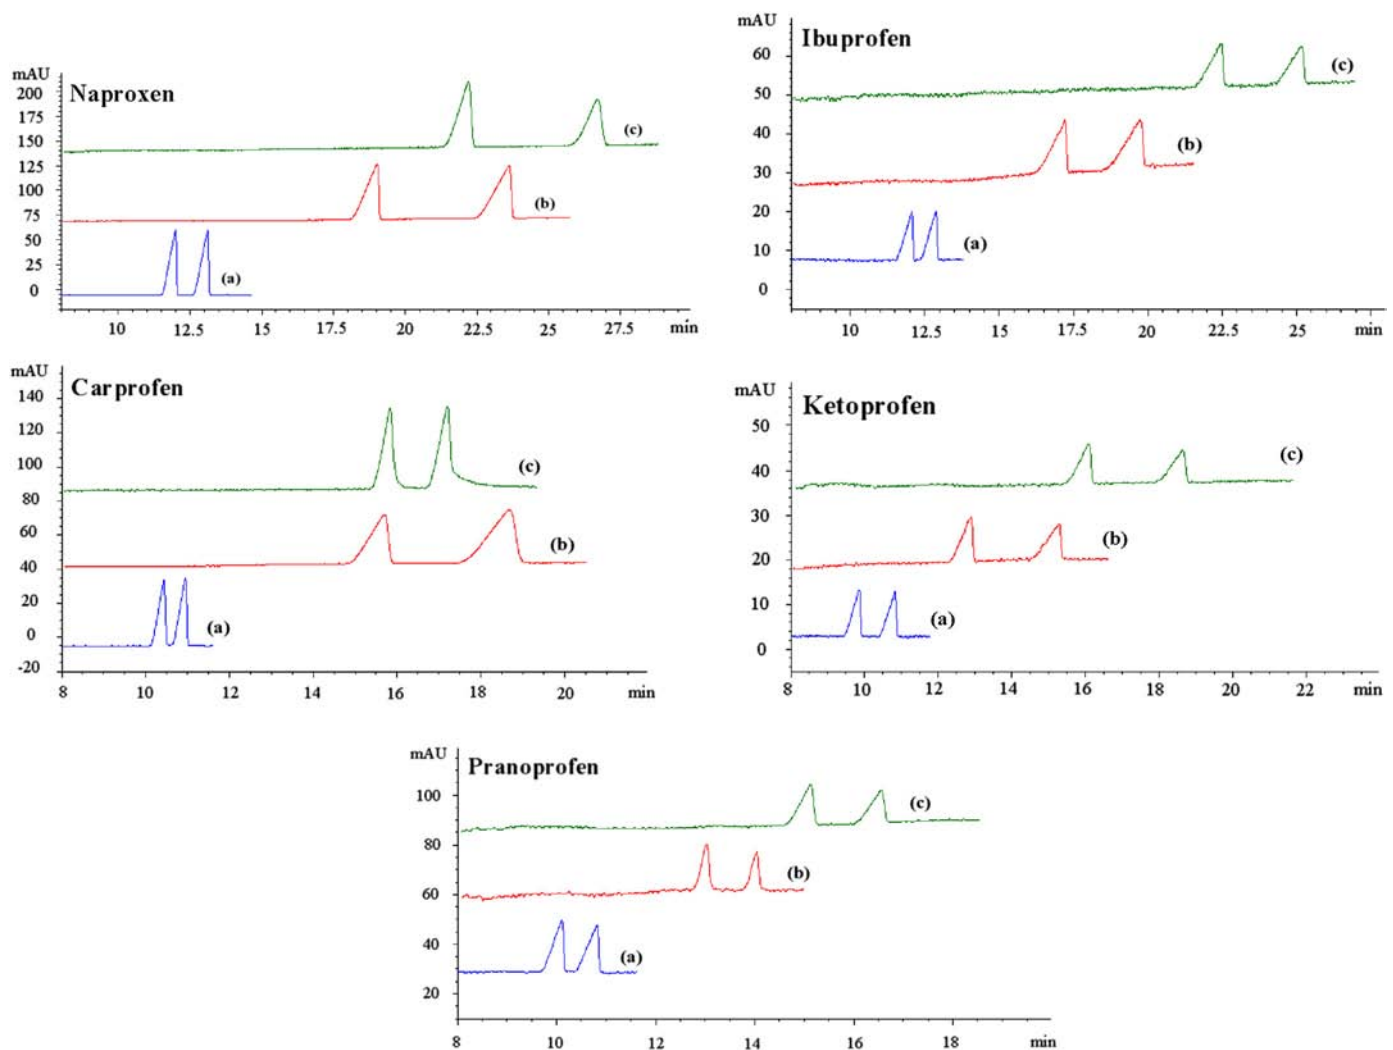 Naproxen
mAU
200
175
150
125
100
75
50
25
0
(c)
(b)
(a)
10 12.5 17.5 20 22.5 25 27.5 min
Ibuprofen
mAU
60
50
40
30
20
10
0
(c)
(b)
(a)
10 12.5 17.5 20 22.5 25 min
Carprofen
mAU
140
120
100
80
60
40
20
0
-20
(c)
(b)
(a)
8 10 12 14 16 18 20 min
Ketoprofen
mAU
50
40
30
20
10
0
(c)
(b)
(a)
8 10 12 14 16 18 20 22 min
Pranoprofen
mAU
100
80
60
40
20
(c)
(b)
(a)
8 10 12 14 16 18 min